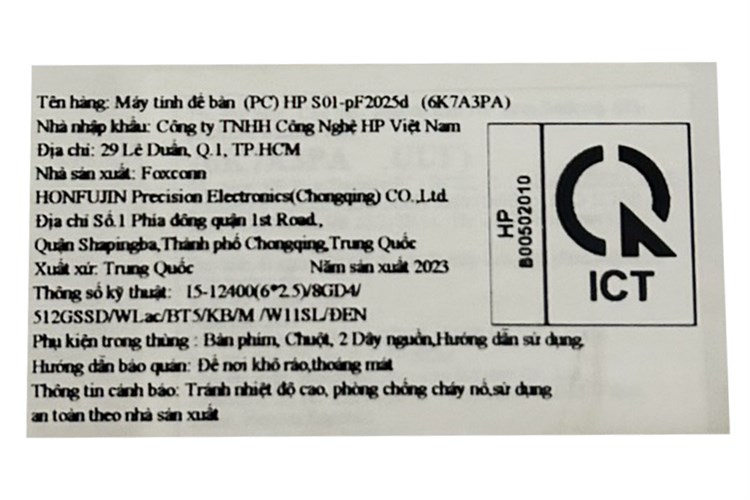 Tên hàng: Máy tính để bàn (PC) HP S01-pF2025d (6K7A3PA)
Nhà nhập khẩu: Công ty TNHH Công Nghệ HP Việt Nam
Địa chỉ: 29 Lê Duẩn, Q.1, TP.HCM
Nhà sản xuất: Foxconn
HONFUJIN Precision Electronics(Chongqing) CO.,Ltd.
Địa chỉ Số.1 Phía đông quận 1st Road.,
Quận Shapingba,Thành phố Chongqing,Trung Quốc
Xuất xứ: Trung Quốc Năm sản xuất 2023
Thông số kỹ thuật: I5-12400(6*2.5)/8GD4/
512GSSD/WLac/BT5/KB/M /W11SL/ĐEN
Phụ kiện trong thùng : Bàn phím, Chuột, 2 Dây nguồn,Hướng dẫn sử dụng.
Hướng dẫn bảo quản: Để nơi khô ráo,thoáng mát
Thông tin cảnh báo: Tránh nhiệt độ cao, phòng chống cháy nổ,sử dụng
an toàn theo nhà sản xuất
HP
B00502010
ICT